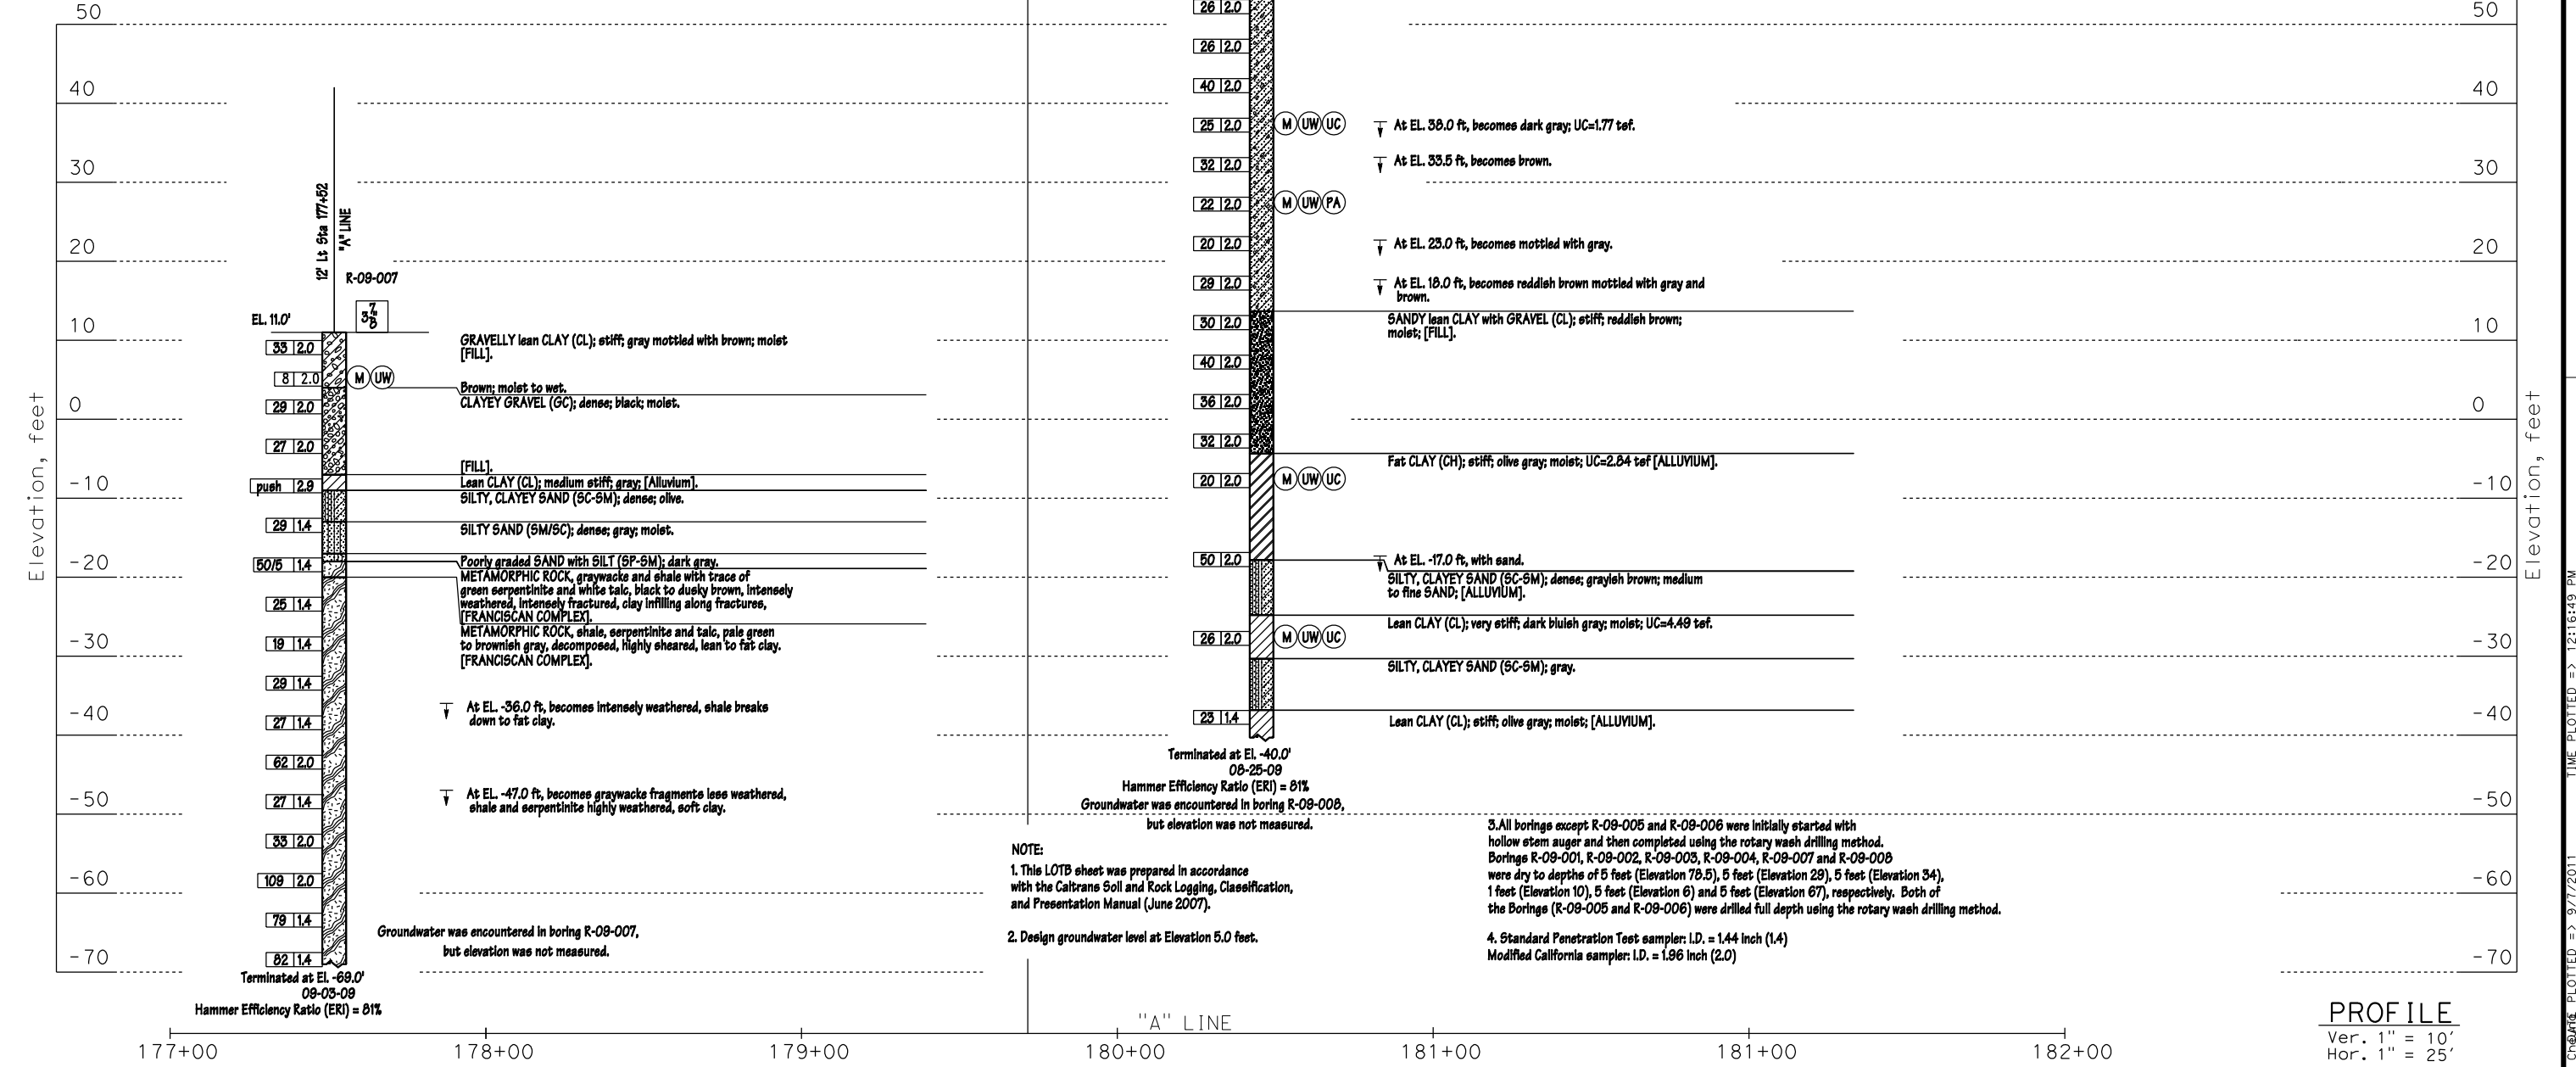 50
40
30
20
10
0
-10
-20
-30
-40
-50
-60
-70
Elevation, feet
12' Lt Sta 177+52
"A" LINE
R-09-007
3 7/8"
EL. 11.0'
33 2.0
8 2.0
M UW
29 2.0
27 2.0
push 2.9
29 1.4
50/5 1.4
25 1.4
19 1.4
29 1.4
27 1.4
62 2.0
27 1.4
33 2.0
109 2.0
79 1.4
82 1.4
GRAVELLY lean CLAY (CL); stiff; gray mottled with brown; moist
[FILL].
Brown; moist to wet.
CLAYEY GRAVEL (GC); dense; black; moist.
[FILL].
Lean CLAY (CL); medium stiff; gray; [Alluvium].
SILTY, CLAYEY SAND (SC-SM); dense; olive.
SILTY SAND (SM/SC); dense; gray; moist.
Poorly graded SAND with SILT (SP-SM); dark gray.
METAMORPHIC ROCK, graywacke and shale with trace of
green serpentinite and white talc, black to dusky brown, intensely
weathered, intensely fractured, clay infilling along fractures,
[FRANCISCAN COMPLEX].
METAMORPHIC ROCK, shale, serpentinite and talc, pale green
to brownish gray, decomposed, highly sheared, lean to fat clay.
[FRANCISCAN COMPLEX].
At EL. -36.0 ft, becomes intensely weathered, shale breaks
down to fat clay.
At EL. -47.0 ft, becomes graywacke fragments less weathered,
shale and serpentinite highly weathered, soft clay.
Groundwater was encountered in boring R-09-007,
but elevation was not measured.
Terminated at El. -69.0'
09-03-09
Hammer Efficiency Ratio (ERi) = 81%
26 2.0
26 2.0
40 2.0
25 2.0
M UW UC
32 2.0
22 2.0
M UW PA
20 2.0
29 2.0
30 2.0
40 2.0
36 2.0
32 2.0
20 2.0
M UW UC
50 2.0
26 2.0
M UW UC
23 1.4
At EL. 38.0 ft, becomes dark gray; UC=1.77 tsf.
At EL. 33.5 ft, becomes brown.
At EL. 23.0 ft, becomes mottled with gray.
At EL. 18.0 ft, becomes reddish brown mottled with gray and
brown.
SANDY lean CLAY with GRAVEL (CL); stiff; reddish brown;
moist; [FILL].
Fat CLAY (CH); stiff; olive gray; moist; UC=2.84 tsf [ALLUVIUM].
At EL. -17.0 ft, with sand.
SILTY, CLAYEY SAND (SC-SM); dense; grayish brown; medium
to fine SAND; [ALLUVIUM].
Lean CLAY (CL); very stiff; dark bluish gray; moist; UC=4.49 tsf.
SILTY, CLAYEY SAND (SC-SM); gray.
Lean CLAY (CL); stiff; olive gray; moist; [ALLUVIUM].
Terminated at El. -40.0'
08-25-09
Hammer Efficiency Ratio (ERi) = 81%
Groundwater was encountered in boring R-09-008,
but elevation was not measured.
NOTE:
1. This LOTB sheet was prepared in accordance
with the Caltrans Soil and Rock Logging, Classification,
and Presentation Manual (June 2007).
2. Design groundwater level at Elevation 5.0 feet.
3.All borings except R-09-005 and R-09-006 were initially started with
hollow stem auger and then completed using the rotary wash drilling method.
Borings R-09-001, R-09-002, R-09-003, R-09-004, R-09-007 and R-09-008
were dry to depths of 5 feet (Elevation 78.5), 5 feet (Elevation 29), 5 feet (Elevation 34),
1 feet (Elevation 10), 5 feet (Elevation 6) and 5 feet (Elevation 67), respectively. Both of
the Borings (R-09-005 and R-09-006) were drilled full depth using the rotary wash drilling method.
4. Standard Penetration Test sampler: I.D. = 1.44 inch (1.4)
Modified California sampler: I.D. = 1.96 inch (2.0)
50
40
30
20
10
0
-10
-20
-30
-40
-50
-60
-70
Elevation, feet
"A" LINE
177+00 178+00 179+00 180+00 181+00 181+00 182+00
PROFILE
Ver. 1" = 10'
Hor. 1" = 25'
TIME PLOTTED => 12:16:49 PM
PLOTTED => 9/7/2011